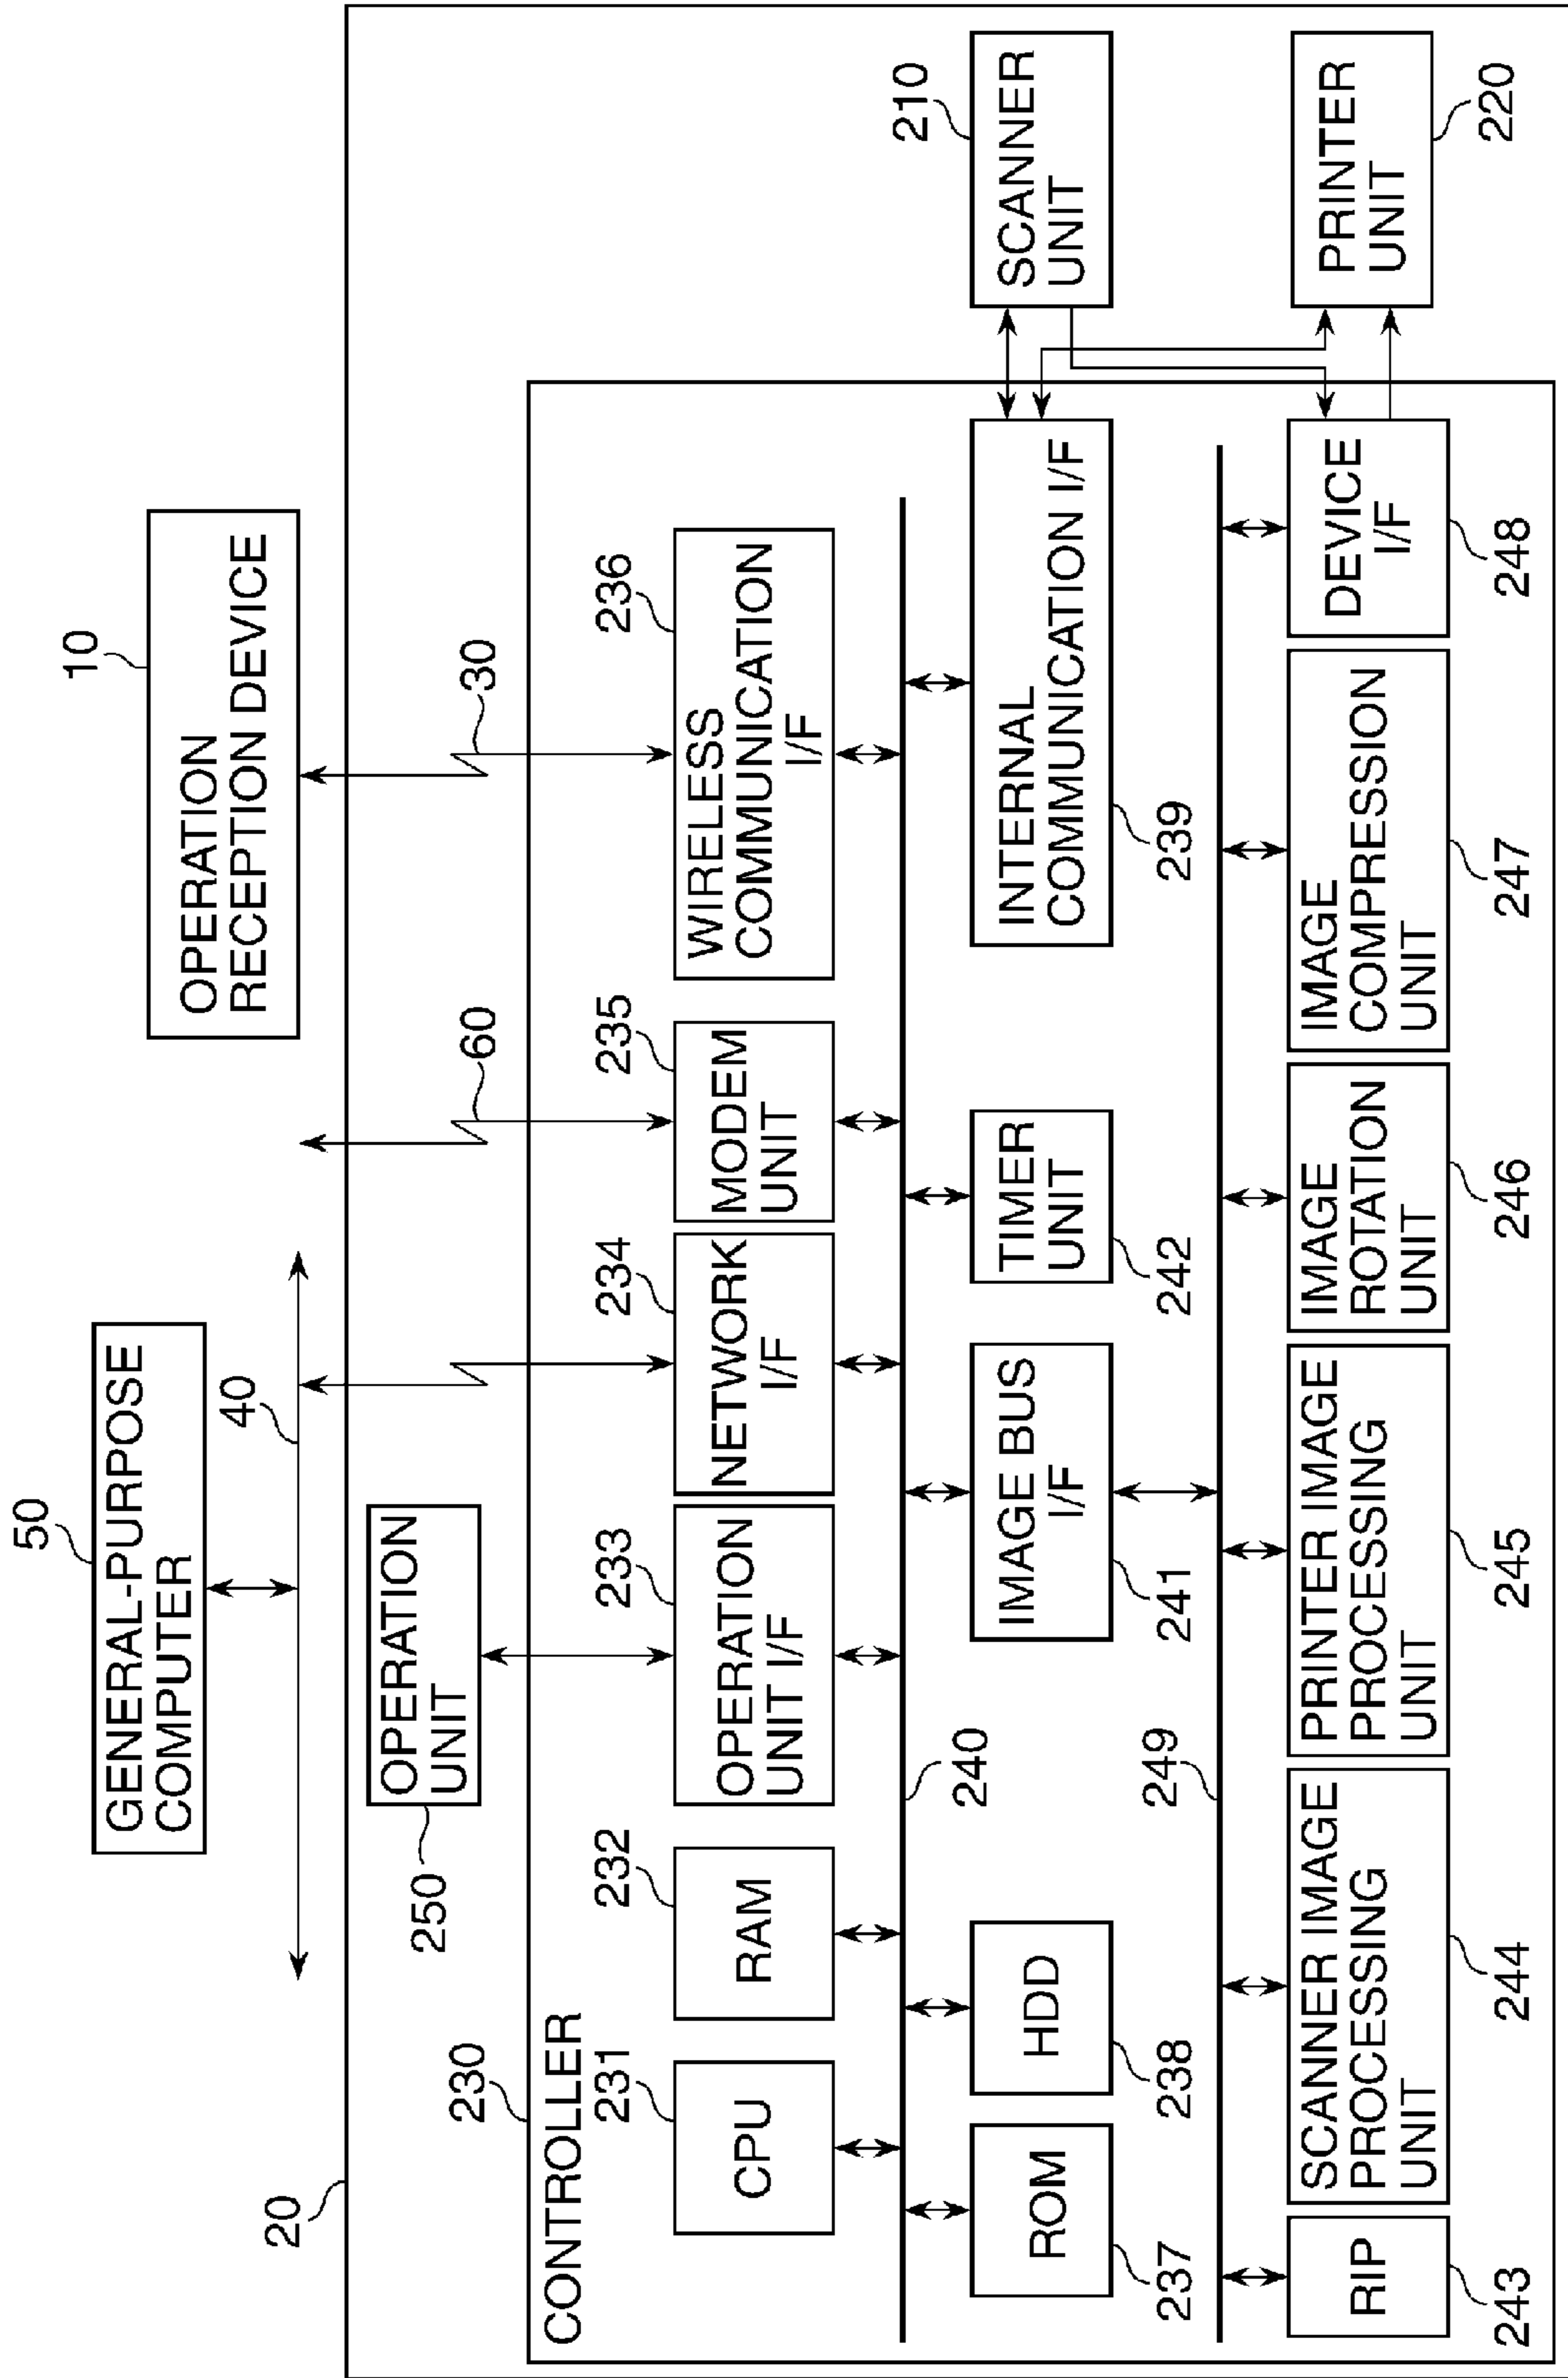 50
GENERAL-PURPOSE
COMPUTER
40
10
OPERATION
RECEPTION DEVICE
20
250
OPERATION
UNIT
60
30
230
CONTROLLER
231
CPU
232
RAM
233
OPERATION
UNIT I/F
234
NETWORK
I/F
235
MODEM
UNIT
236
WIRELESS
COMMUNICATION
I/F
240
237
ROM
238
HDD
241
IMAGE BUS
I/F
242
TIMER
UNIT
239
INTERNAL
COMMUNICATION I/F
210
SCANNER
UNIT
249
243
RIP
244
SCANNER IMAGE
PROCESSING
UNIT
245
PRINTER IMAGE
PROCESSING
UNIT
246
IMAGE
ROTATION
UNIT
247
IMAGE
COMPRESSION
UNIT
248
DEVICE
I/F
220
PRINTER
UNIT